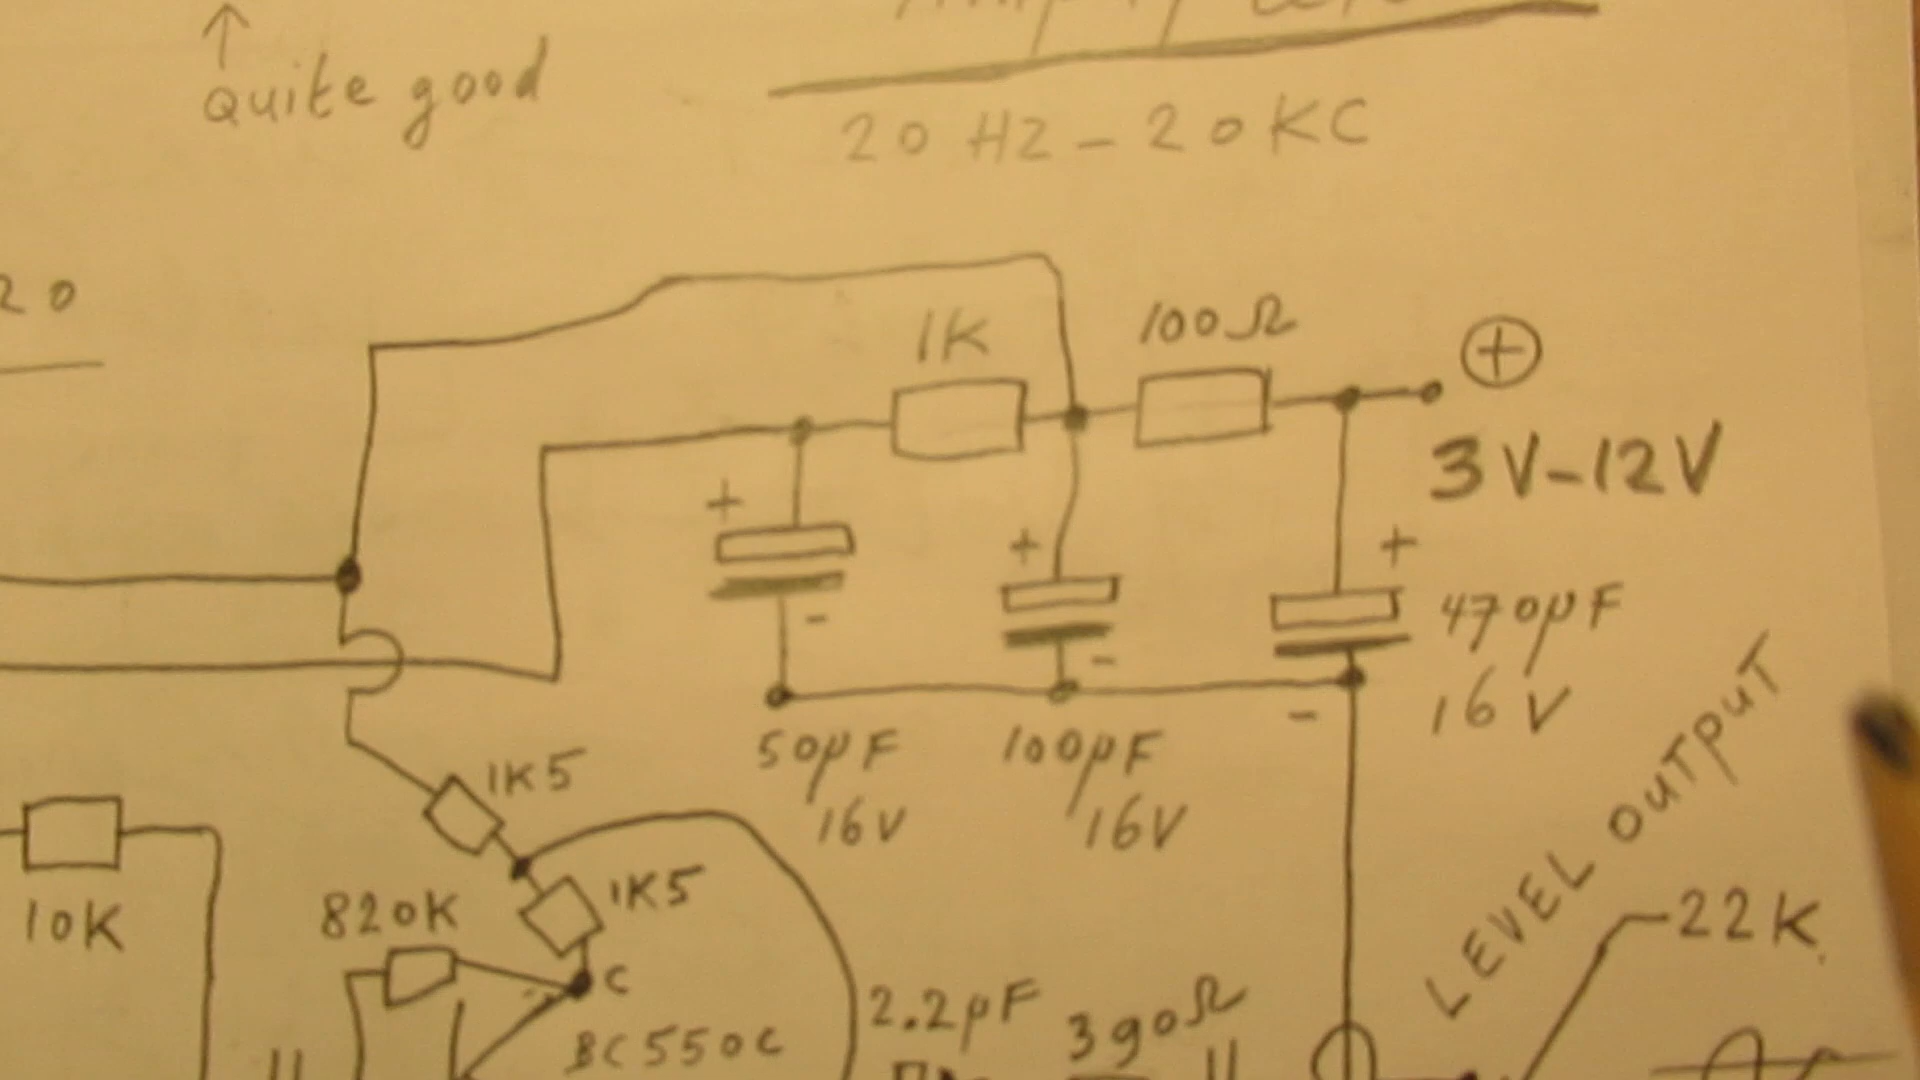 quite good
20 HZ - 20 KC
20
1K
100Ω
+
3V-12V
+
+
+
470µF
16V
-
-
-
50µF
16V
100µF
16V
LEVEL OUTPUT
22K
1K5
1K5
10K
820K
C
BC550C
2.2µF
390Ω